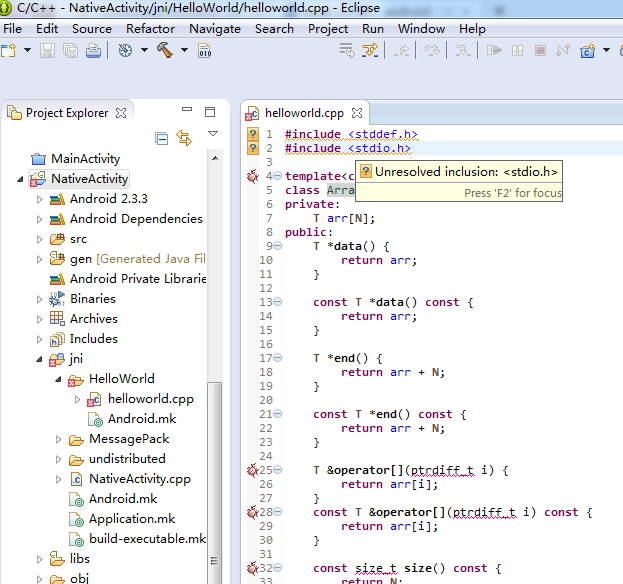 C/C++ - NativeActivity/jni/HelloWorld/helloworld.cpp - Eclipse
File Edit Source Refactor Navigate Search Project Run Window Help
Project Explorer
MainActivity
NativeActivity
Android 2.3.3
Android Dependencies
src
gen [Generated Java Fi
Android Private Librarie
Binaries
Archives
Includes
jni
HelloWorld
helloworld.cpp
Android.mk
MessagePack
undistributed
NativeActivity.cpp
Android.mk
Application.mk
build-executable.mk
libs
obj
helloworld.cpp
1 #include <stddef.h>
2 #include <stdio.h>
3
Unresolved inclusion: <stdio.h>
Press 'F2' for focus
4 template<c
5 class Arra
6 private:
7 T arr[N];
8 public:
9 T *data() {
10 return arr;
11 }
12
13 const T *data() const {
14 return arr;
15 }
16
17 T *end() {
18 return arr + N;
19 }
20
21 const T *end() const {
22 return arr + N;
23 }
24
25 T &operator[](ptrdiff_t i) {
26 return arr[i];
27 }
28 const T &operator[](ptrdiff_t i) const {
29 return arr[i];
30 }
31
32 const size_t size() const {
33 return N;